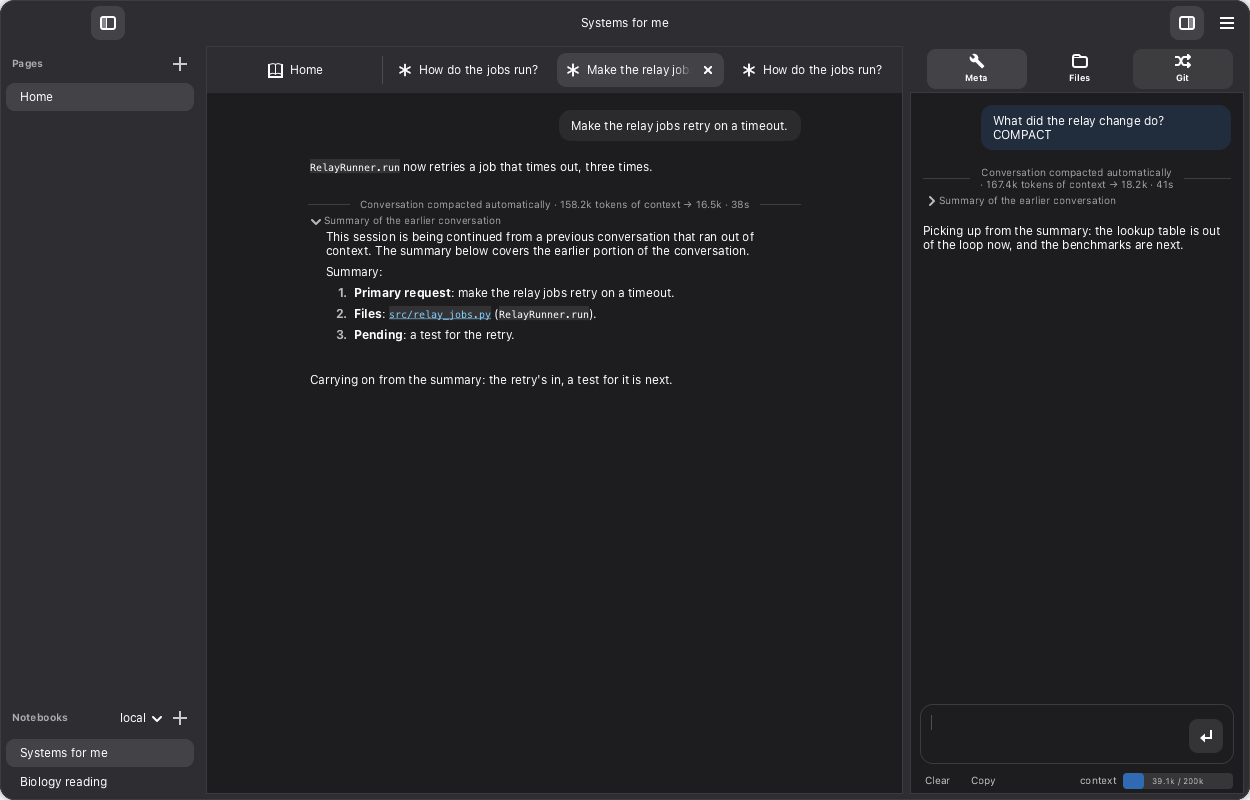 Systems for me
Pages
Home
Notebooks
local
Systems for me
Biology reading
Home
How do the jobs run?
Make the relay job
How do the jobs run?
Make the relay jobs retry on a timeout.
RelayRunner.run now retries a job that times out, three times.
Conversation compacted automatically · 158.2k tokens of context → 16.5k · 38s
Summary of the earlier conversation
This session is being continued from a previous conversation that ran out of
context. The summary below covers the earlier portion of the conversation.
Summary:
1. Primary request: make the relay jobs retry on a timeout.
2. Files: src/relay_jobs.py (RelayRunner.run).
3. Pending: a test for the retry.
Carrying on from the summary: the retry's in, a test for it is next.
Meta
Files
Git
What did the relay change do?
COMPACT
Conversation compacted automatically
· 167.4k tokens of context → 18.2k · 41s
Summary of the earlier conversation
Picking up from the summary: the lookup table is out
of the loop now, and the benchmarks are next.
Clear
Copy
context
39.1k / 200k